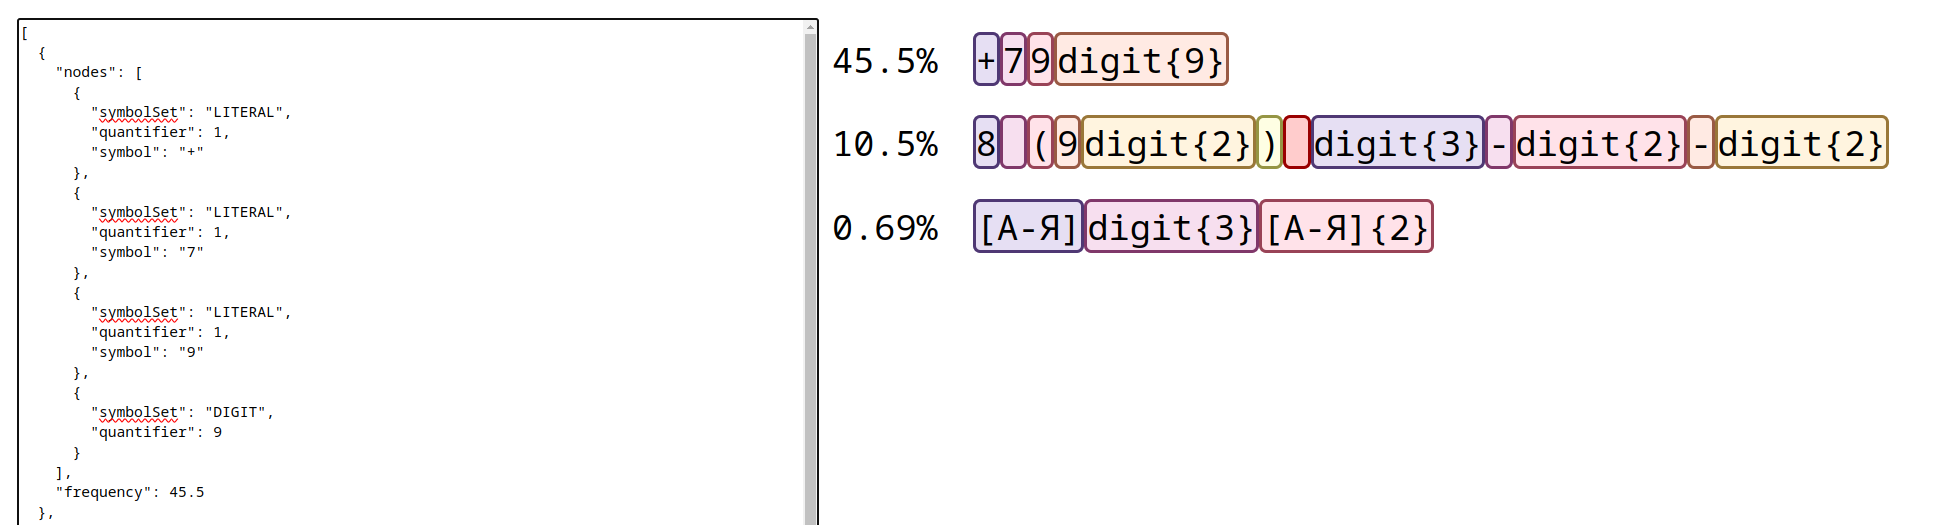 [
{
"nodes": [
{
"symbolSet": "LITERAL",
"quantifier": 1,
"symbol": "+"
},
{
"symbolSet": "LITERAL",
"quantifier": 1,
"symbol": "7"
},
{
"symbolSet": "LITERAL",
"quantifier": 1,
"symbol": "9"
},
{
"symbolSet": "DIGIT",
"quantifier": 9
}
],
"frequency": 45.5
},
45.5% +79digit{9}
10.5% 8 (9digit{2}) digit{3}-digit{2}-digit{2}
0.69% [А-Я]digit{3}[А-Я]{2}